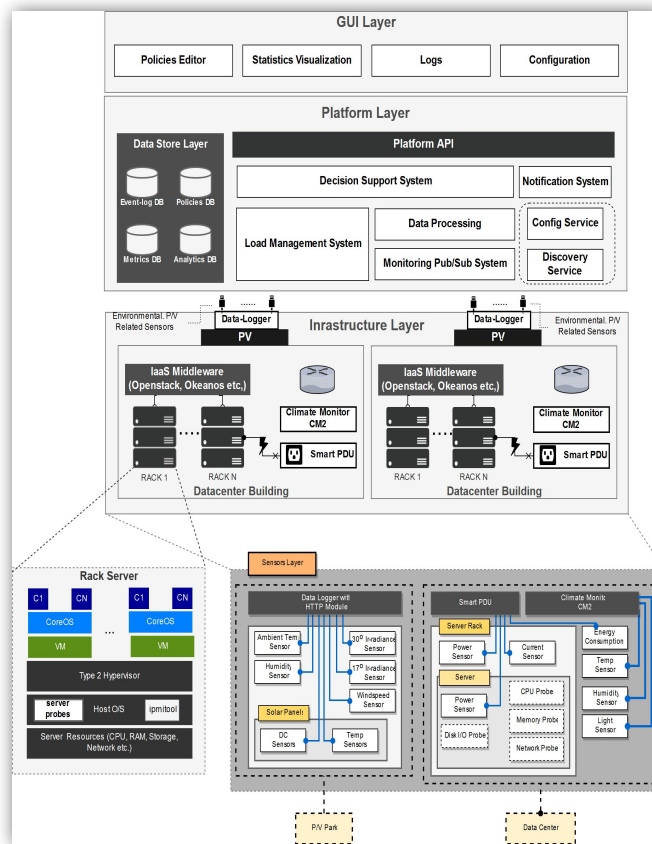 GUI Layer
Policies Editor
Statistics Visualization
Logs
Configuration
Platform Layer
Data Store Layer
Event-log DB
Policies DB
Metrics DB
Analytics DB
Platform API
Decision Support System
Notification System
Load Management System
Data Processing
Monitoring Pub/Sub System
Config Service
Discovery
Service
Environmental. P/V
Related Sensors
......
Data-Logger
PV
Inrastructure Layer
......
Data-Logger
PV
Environmental. P/V
Related Sensors
IaaS Middleware
(Openstack, Okeanos etc,)
Climate Monitor
CM2
Smart PDU
....
RACK 1
RACK N
Datacenter Building
IaaS Middleware
(Openstack, Okeanos etc,)
Climate Monitor
CM2
Smart PDU
....
RACK 1
RACK N
Datacenter Building
Rack Server
C1
CN
C1
CN
CoreOS
CoreOS
VM
...
VM
Type 2 Hypervisor
server
probes
Host O/S
ipmitool
Server Resources (CPU, RAM, Storage,
Network etc.)
Sensors Layer
Data Logger witl
HTTP Module
Ambient Tem
Sensor
30º Irradiance
Sensor
Humidity
Sensor
17º Irradiance
Sensor
Windspeed
Sensor
Solar Panels
DC
Sensors
Temp
Sensors
Smart PDU
Climate Monito
CM2
Server Rack
Power
Sensor
Current
Sensor
Energy
Consumption
Temp
Sensor
Server
Power
Sensor
CPU Probe
Humidity
Sensor
Disk I/O Probe
Memory Probe
Light
Sensor
Network Probe
P/V Park
Data Center